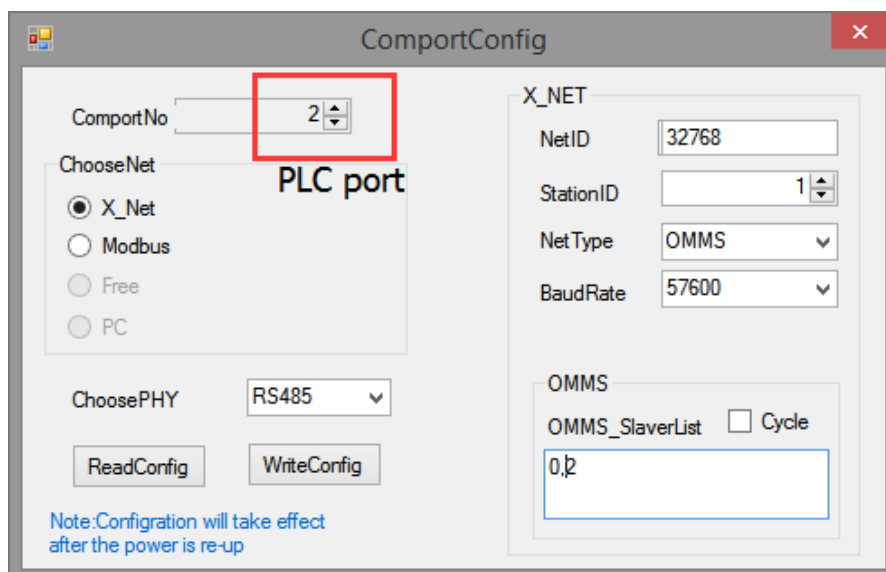 ComportConfig
ComportNo 2
PLC port
ChooseNet
X_Net
Modbus
Free
PC
ChoosePHY RS485
ReadConfig WriteConfig
Note:Configration will take effect
after the power is re-up
X_NET
NetID 32768
StationID 1
NetType OMMS
BaudRate 57600
OMMS
OMMS_SlaverList Cycle
0,2